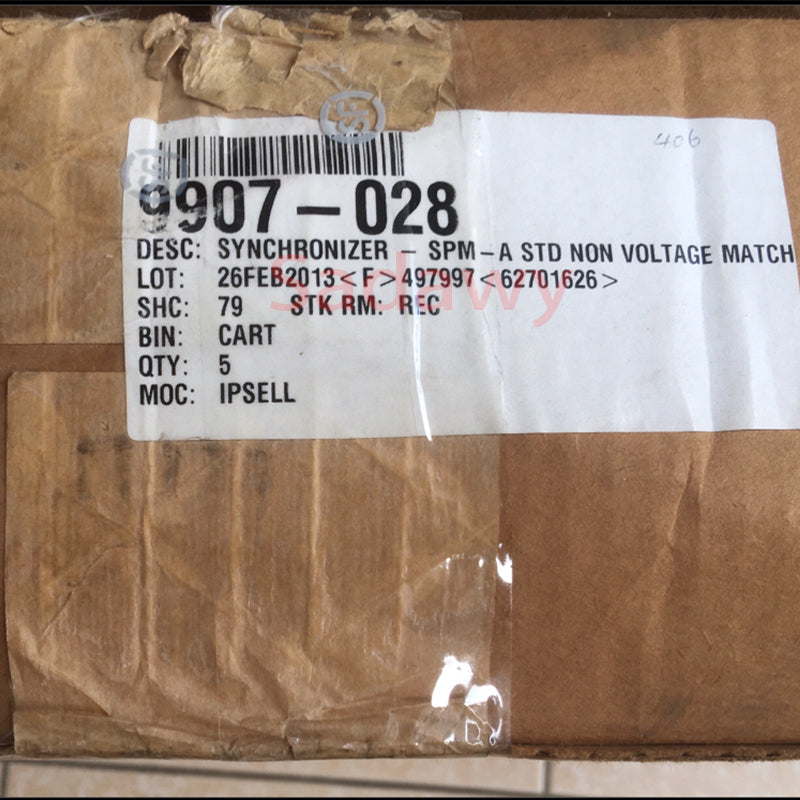 406
9907-028
DESC: SYNCHRONIZER - SPM-A STD NON VOLTAGE MATCH
LOT: 26FEB2013<F>497997<62701626>
SHC: 79 STK RM: REC
BIN: CART
QTY: 5
MOC: IPSELL
Sadawy